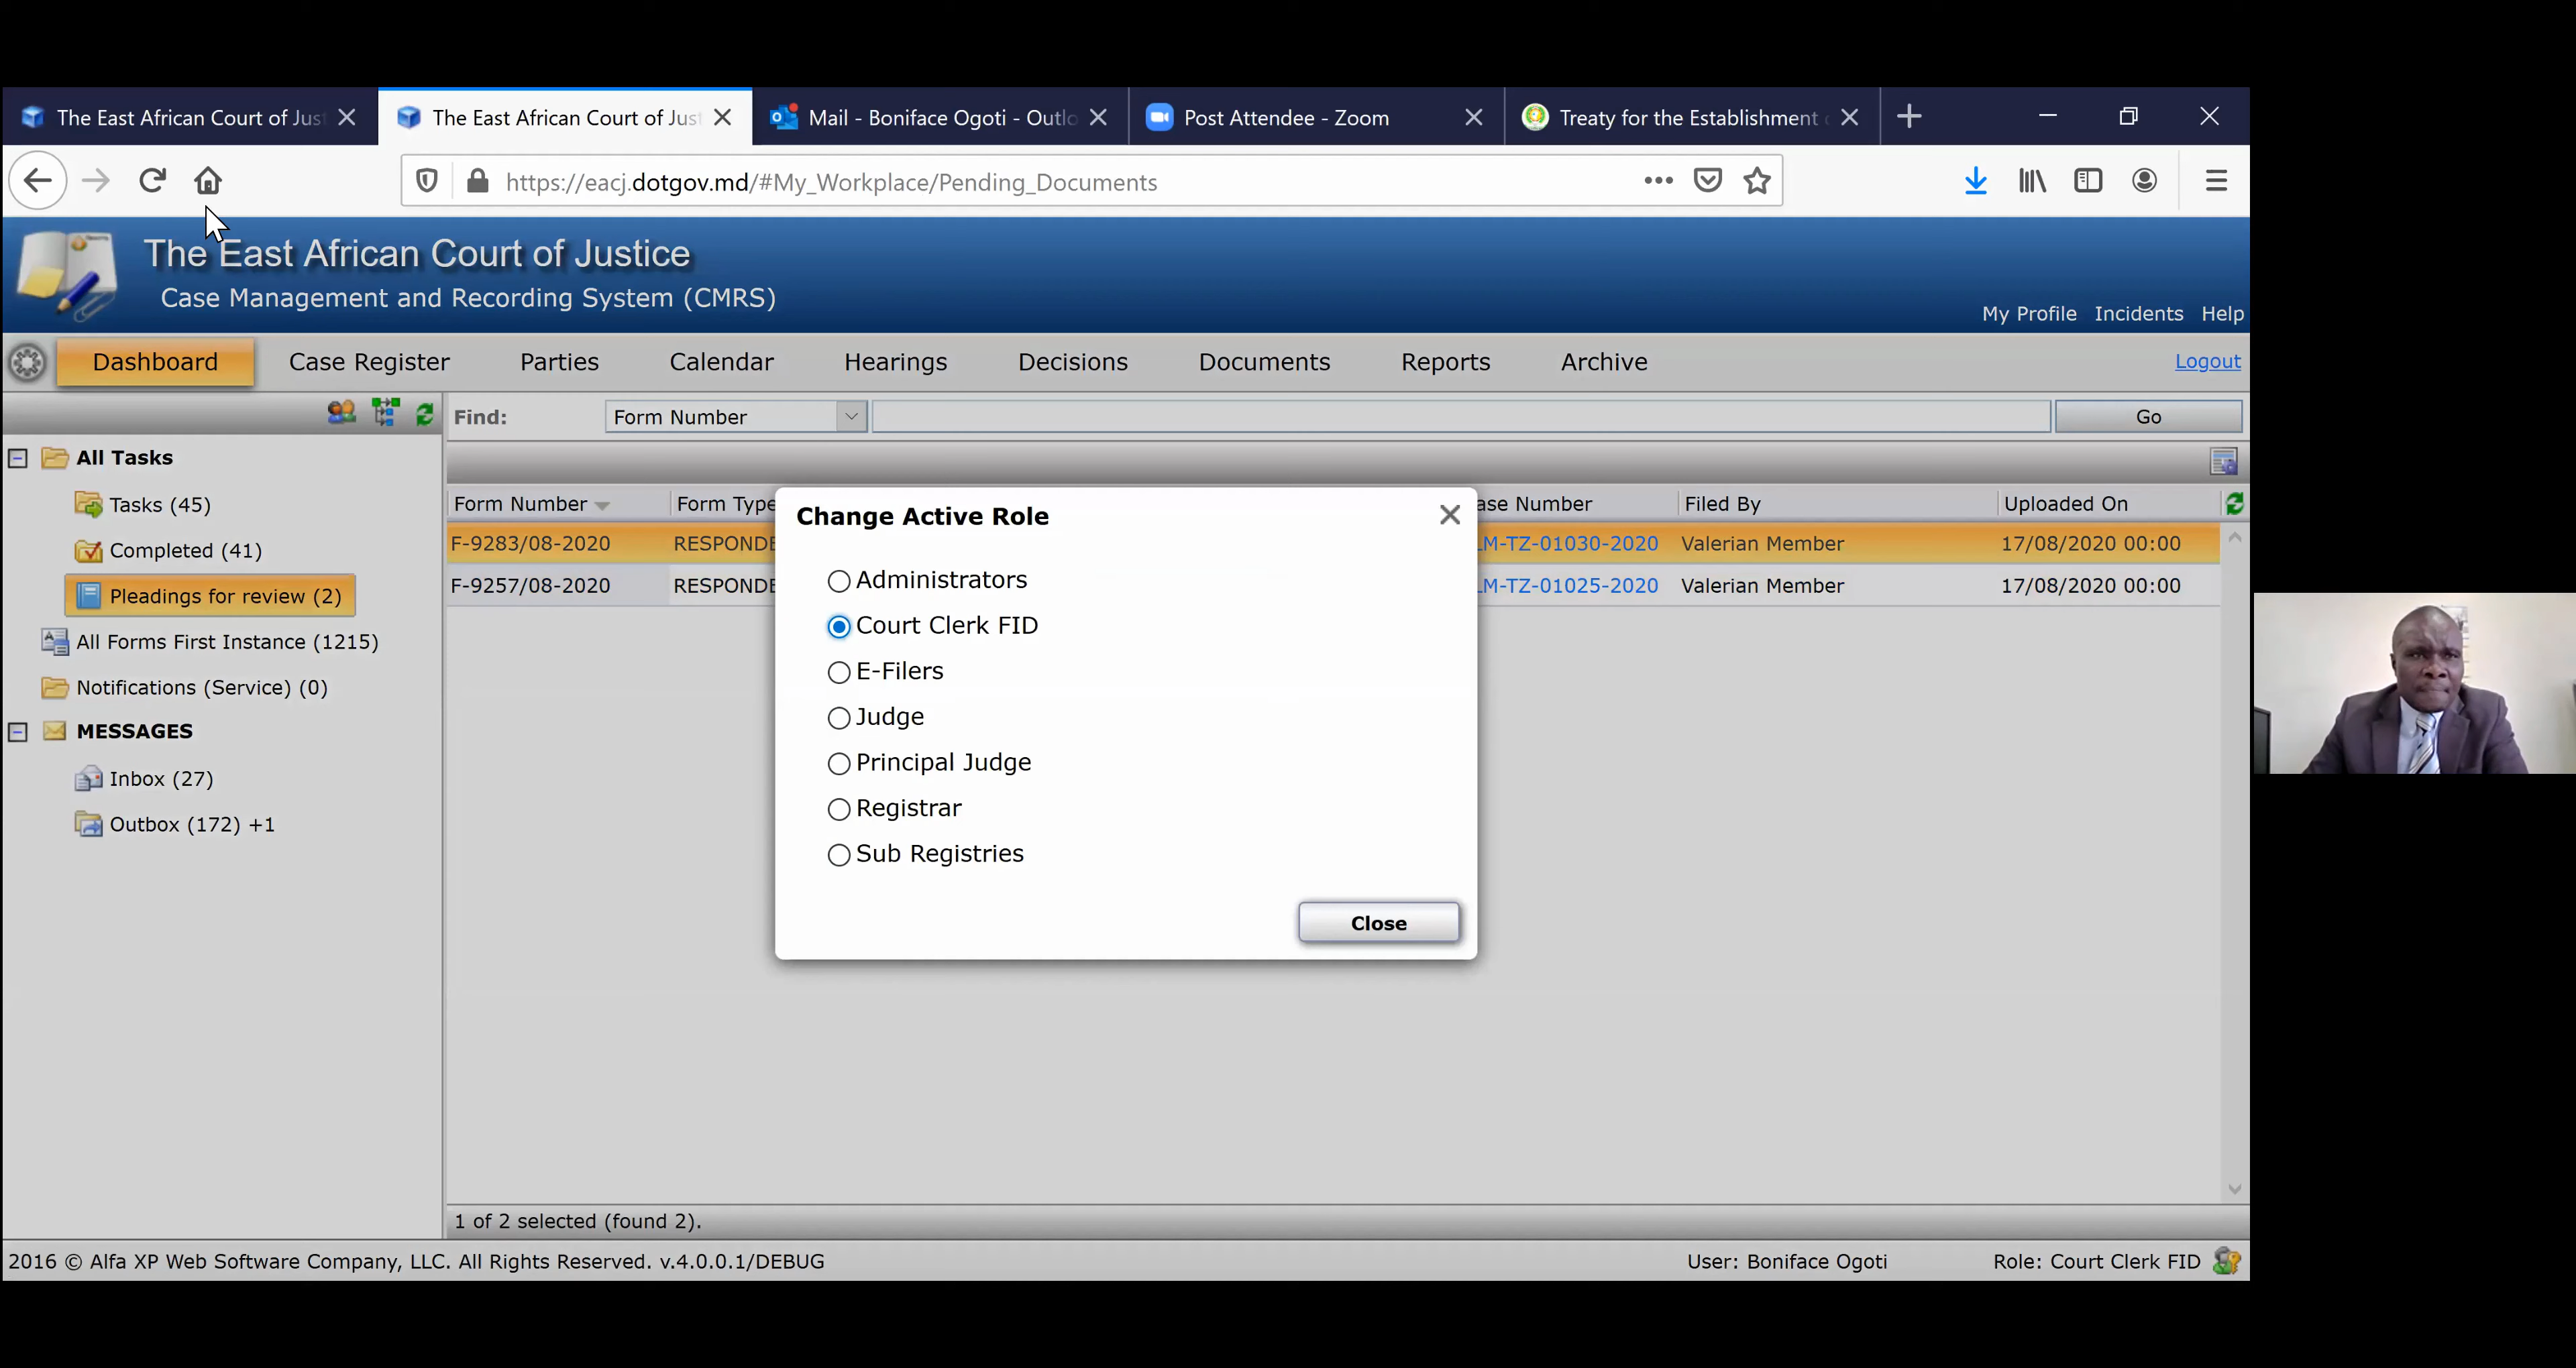 The East African Court of Jus
The East African Court of Jus
Mail - Boniface Ogoti - Outlo
Post Attendee - Zoom
Treaty for the Establishment
https://eacj.dotgov.md/#My_Workplace/Pending_Documents
The East African Court of Justice
Case Management and Recording System (CMRS)
My Profile Incidents Help
Dashboard Case Register Parties Calendar Hearings Decisions Documents Reports Archive Logout
Find: Form Number Go
All Tasks
Tasks (45)
Completed (41)
Pleadings for review (2)
All Forms First Instance (1215)
Notifications (Service) (0)
MESSAGES
Inbox (27)
Outbox (172) +1
Form Number Form Type ase Number Filed By Uploaded On
F-9283/08-2020 RESPONDE LM-TZ-01030-2020 Valerian Member 17/08/2020 00:00
F-9257/08-2020 RESPONDE LM-TZ-01025-2020 Valerian Member 17/08/2020 00:00
Change Active Role
Administrators
Court Clerk FID
E-Filers
Judge
Principal Judge
Registrar
Sub Registries
Close
1 of 2 selected (found 2).
2016 © Alfa XP Web Software Company, LLC. All Rights Reserved. v.4.0.0.1/DEBUG User: Boniface Ogoti Role: Court Clerk FID